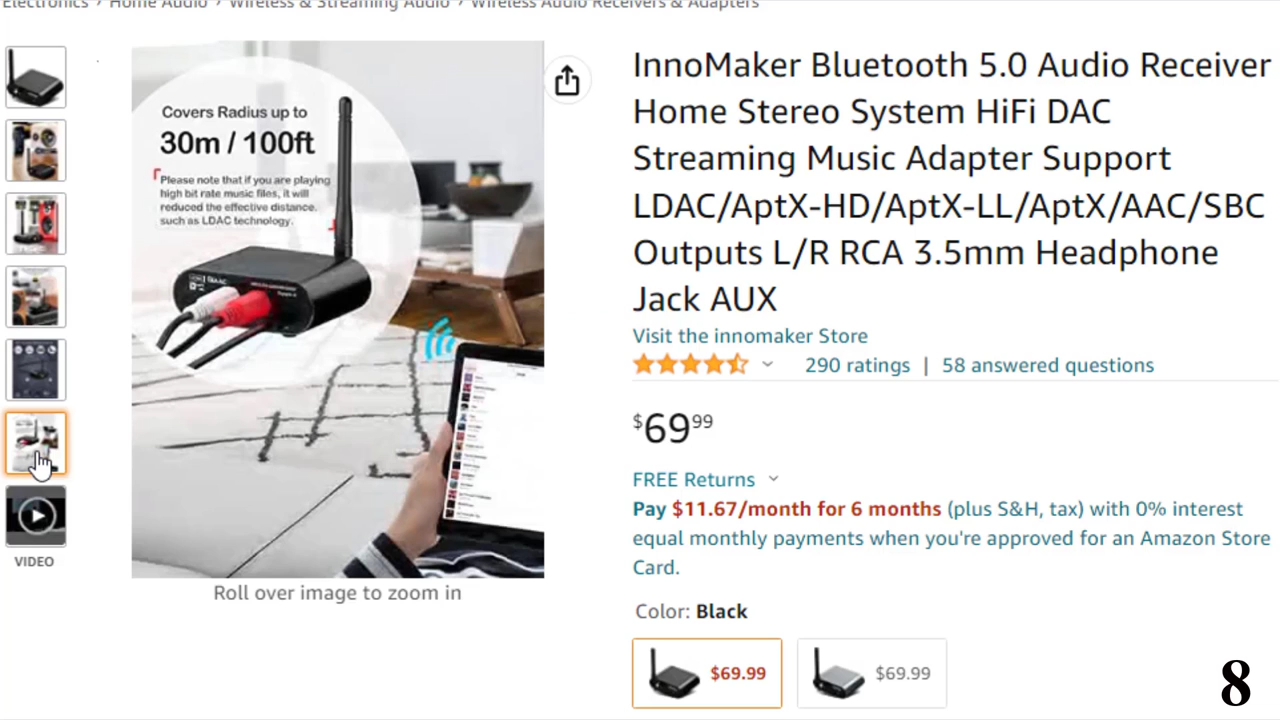 Electronics › Home Audio › Wireless & Streaming Audio › Wireless Audio Receivers & Adapters
InnoMaker Bluetooth 5.0 Audio Receiver
Home Stereo System HiFi DAC
Streaming Music Adapter Support
LDAC/AptX-HD/AptX-LL/AptX/AAC/SBC
Outputs L/R RCA 3.5mm Headphone
Jack AUX
Visit the innomaker Store
290 ratings | 58 answered questions
$69.99
FREE Returns
Pay $11.67/month for 6 months (plus S&H, tax) with 0% interest
equal monthly payments when you're approved for an Amazon Store
Card.
Color: Black
$69.99
$69.99
Covers Radius up to
30m / 100ft
Please note that if you are playing
high bit rate music files, it will
reduced the effective distance.
such as LDAC technology.
VIDEO
Roll over image to zoom in
8